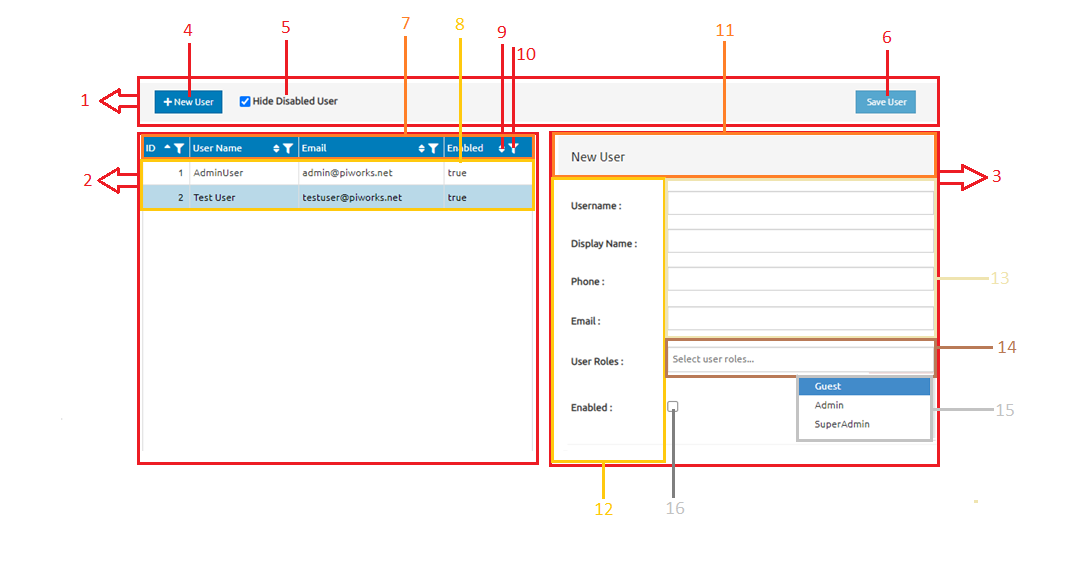 4 5 7 8 9 10 11 6
1
+ New User Hide Disabled User Save User
ID User Name Email Enabled
1 AdminUser admin@piworks.net true
2 Test User testuser@piworks.net true
2
New User
3
Username :
Display Name :
Phone :
13
Email :
User Roles : Select user roles...
14
Guest
Enabled :
Admin
15
SuperAdmin
12 16